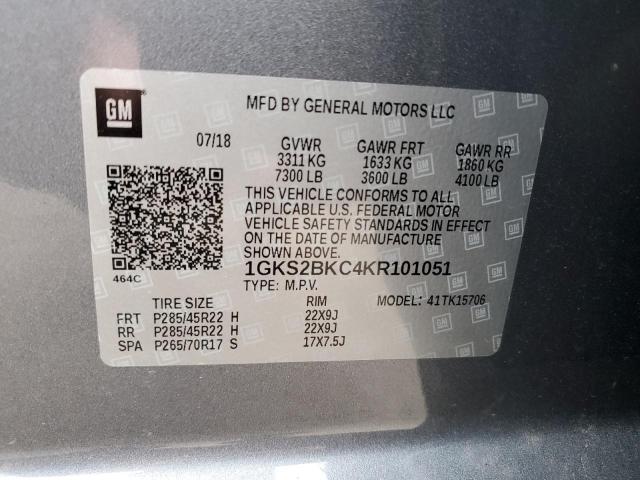 GM
MFD BY GENERAL MOTORS LLC
07/18 GVWR GAWR FRT GAWR RR
3311 KG 1633 KG 1860 KG
7300 LB 3600 LB 4100 LB
THIS VEHICLE CONFORMS TO ALL
APPLICABLE U.S. FEDERAL MOTOR
VEHICLE SAFETY STANDARDS IN EFFECT
ON THE DATE OF MANUFACTURE
SHOWN ABOVE.
464C 1GKS2BKC4KR101051
TYPE: M.P.V. MODEL: 41TK15706
TIRE SIZE RIM
FRT P285/45R22 H 22X9J
RR P285/45R22 H 22X9J
SPA P265/70R17 S 17X7.5J